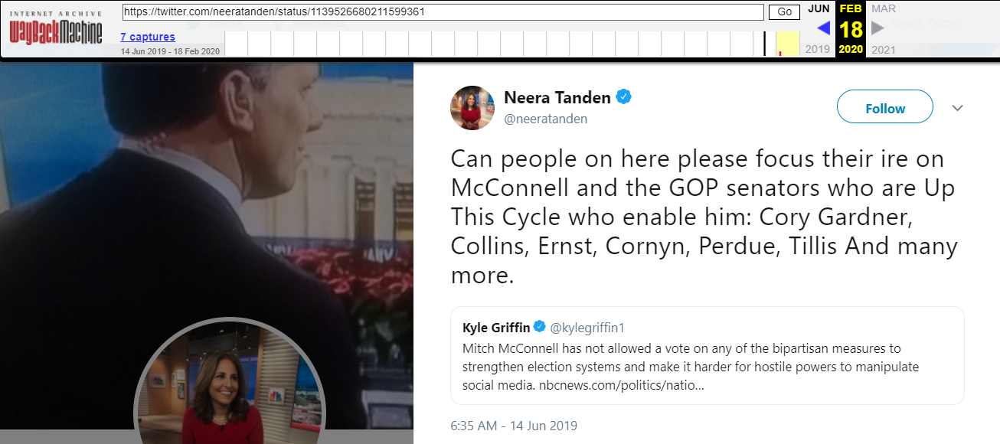 INTERNET ARCHIVE
WayBackMachine
https://twitter.com/neeratanden/status/1139526680211599361
Go
JUN
FEB
MAR
7 captures
18
14 Jun 2019 - 18 Feb 2020
2019
2020
2021
Neera Tanden
@neeratanden
Follow
Can people on here please focus their ire on
McConnell and the GOP senators who are Up
This Cycle who enable him: Cory Gardner,
Collins, Ernst, Cornyn, Perdue, Tillis And many
more.
Kyle Griffin @kylegriffin1
Mitch McConnell has not allowed a vote on any of the bipartisan measures to
strengthen election systems and make it harder for hostile powers to manipulate
social media. nbcnews.com/politics/natio...
6:35 AM - 14 Jun 2019